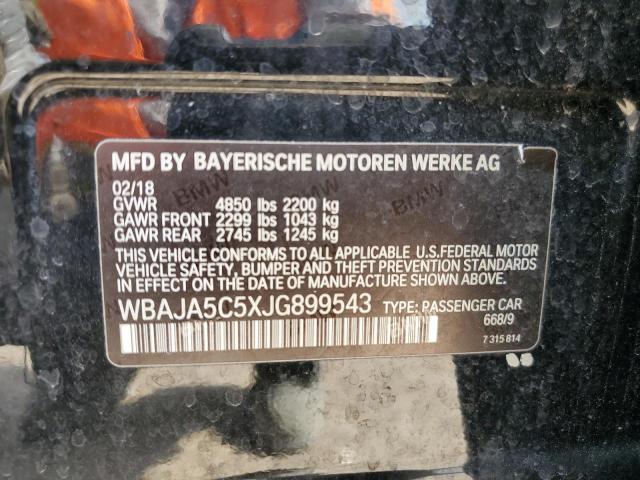 MFD BY BAYERISCHE MOTOREN WERKE AG
02/18
GVWR 4850 lbs 2200 kg
GAWR FRONT 2299 lbs 1043 kg
GAWR REAR 2745 lbs 1245 kg
THIS VEHICLE CONFORMS TO ALL APPLICABLE U.S.FEDERAL MOTOR
VEHICLE SAFETY, BUMPER AND THEFT PREVENTION STANDARDS IN
EFFECT ON THE DATE OF MANUFACTURE SHOWN ABOVE.
WBAJA5C5XJG899543 TYPE: PASSENGER CAR
668/9
7 315 814